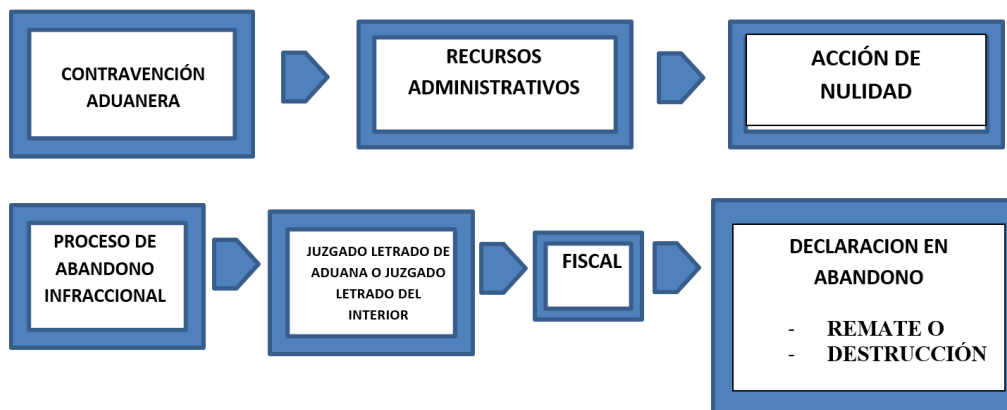 CONTRAVENCIÓN
ADUANERA
RECURSOS
ADMINISTRATIVOS
ACCIÓN DE
NULIDAD
PROCESO DE
ABANDONO
INFRACCIONAL
JUZGADO LETRADO DE
ADUANA O JUZGADO
LETRADO DEL
INTERIOR
FISCAL
DECLARACION EN
ABANDONO
- REMATE O
- DESTRUCCIÓN